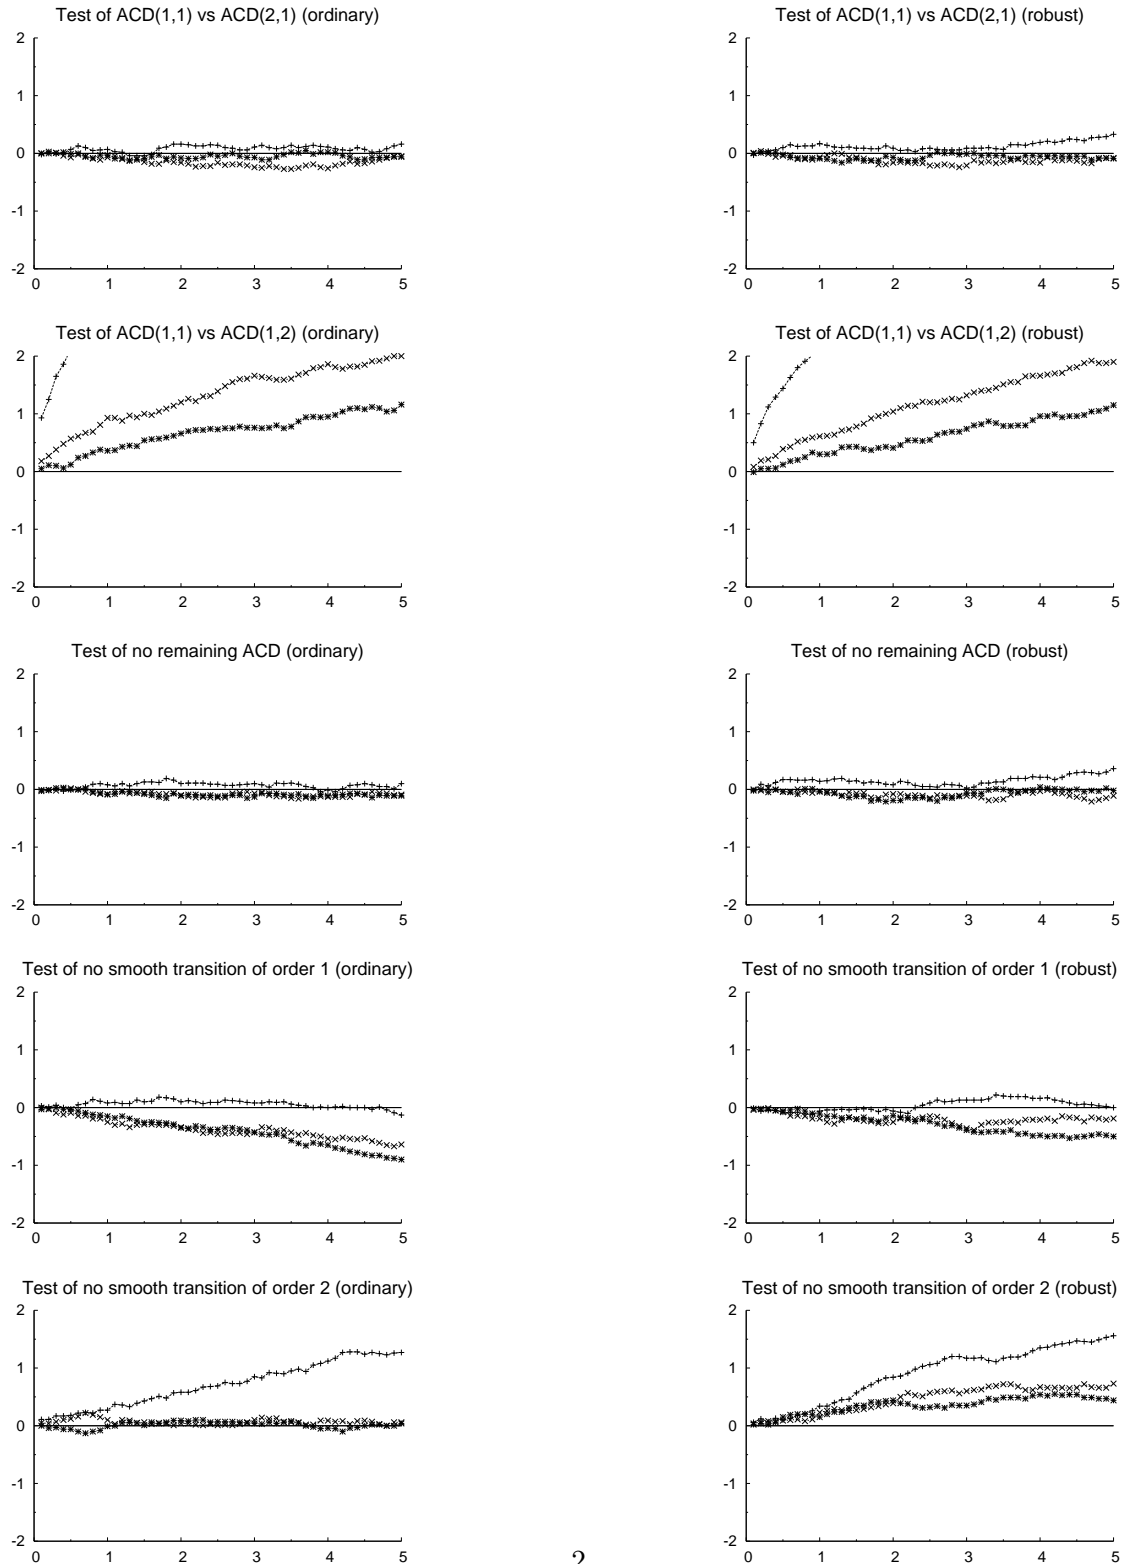 Test of ACD(1,1) vs ACD(2,1) (ordinary)
2
1
0
-1
-2
0 1 2 3 4 5
Test of ACD(1,1) vs ACD(2,1) (robust)
2
1
0
-1
-2
0 1 2 3 4 5
Test of ACD(1,1) vs ACD(1,2) (ordinary)
2
1
0
-1
-2
0 1 2 3 4 5
Test of ACD(1,1) vs ACD(1,2) (robust)
2
1
0
-1
-2
0 1 2 3 4 5
Test of no remaining ACD (ordinary)
2
1
0
-1
-2
0 1 2 3 4 5
Test of no remaining ACD (robust)
2
1
0
-1
-2
0 1 2 3 4 5
Test of no smooth transition of order 1 (ordinary)
2
1
0
-1
-2
0 1 2 3 4 5
Test of no smooth transition of order 1 (robust)
2
1
0
-1
-2
0 1 2 3 4 5
Test of no smooth transition of order 2 (ordinary)
2
1
0
-1
-2
0 1 2 3 4 5
Test of no smooth transition of order 2 (robust)
2
1
0
-1
-2
0 1 2 3 4 5